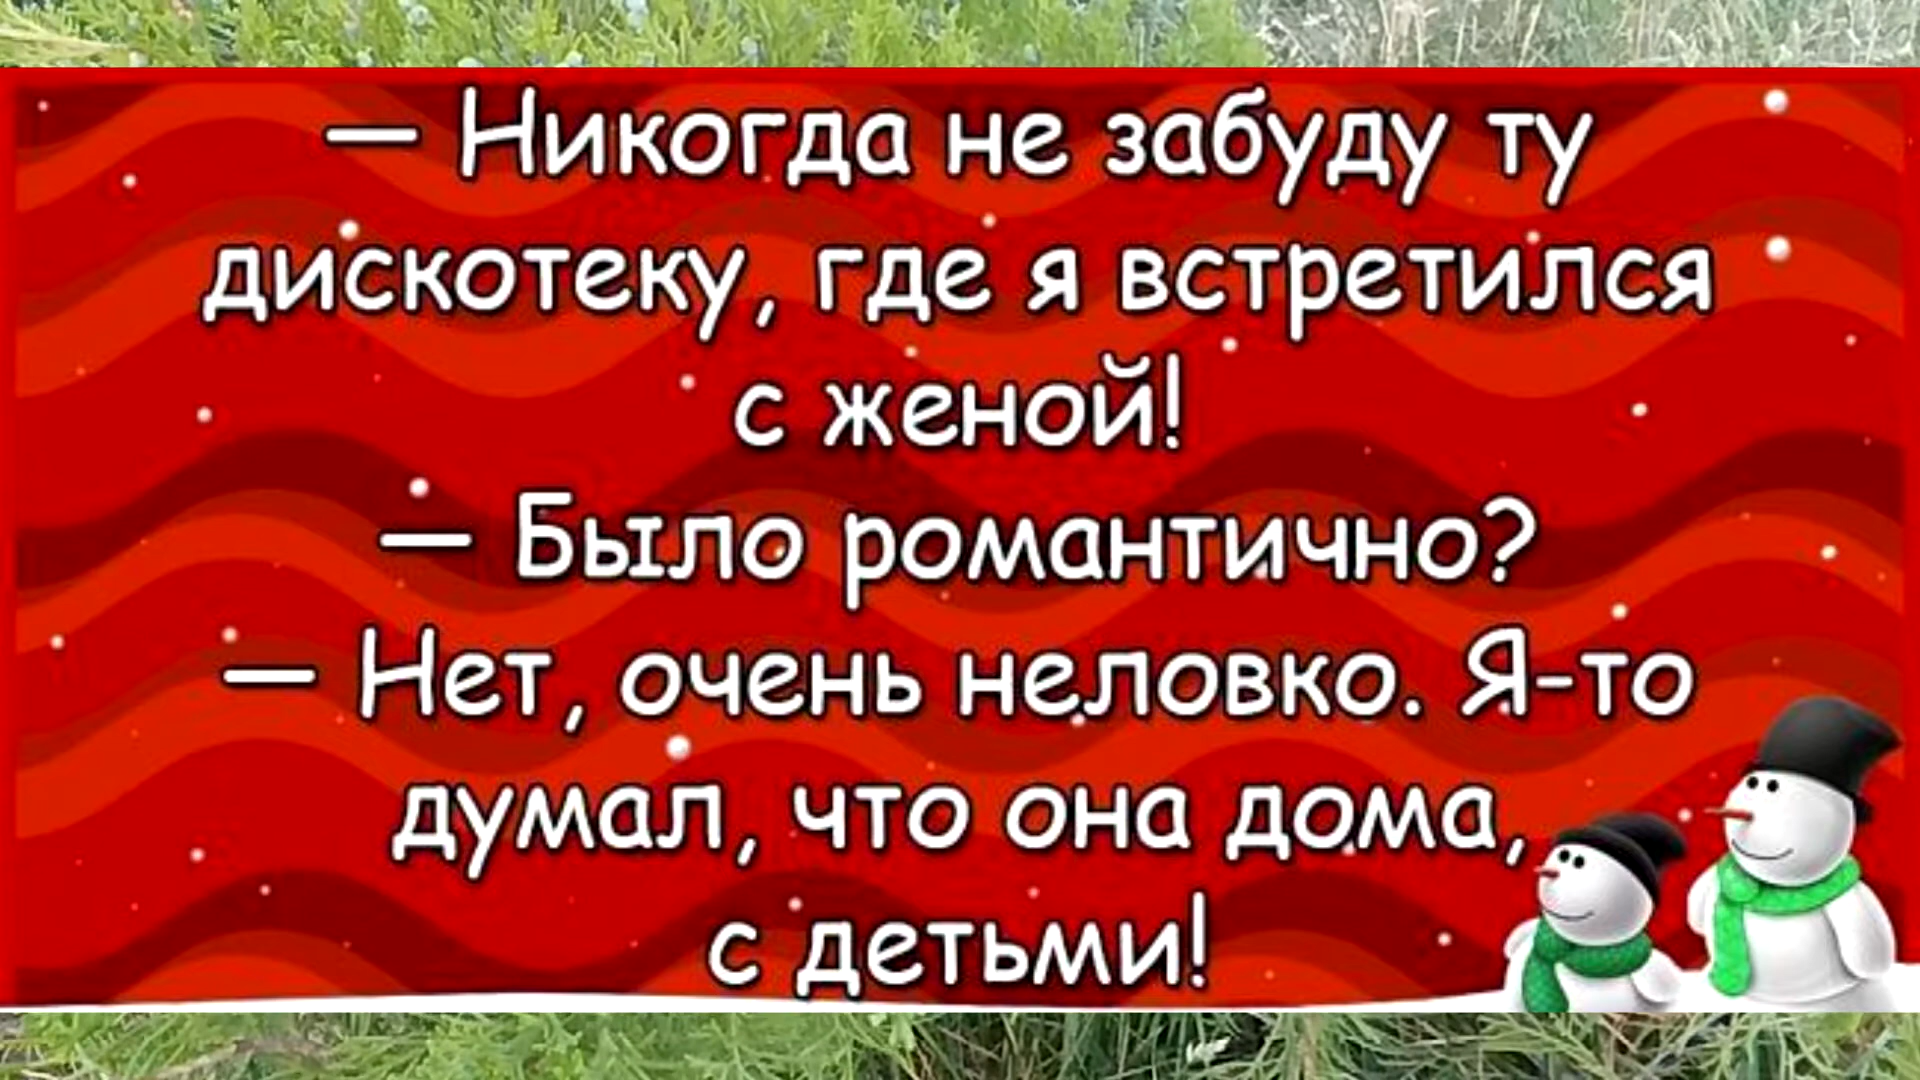 — Никогда не забуду ту
дискотеку, где я встретился
с женой!
— Было романтично?
— Нет, очень неловко. Я-то
думал, что она дома,
с детьми!